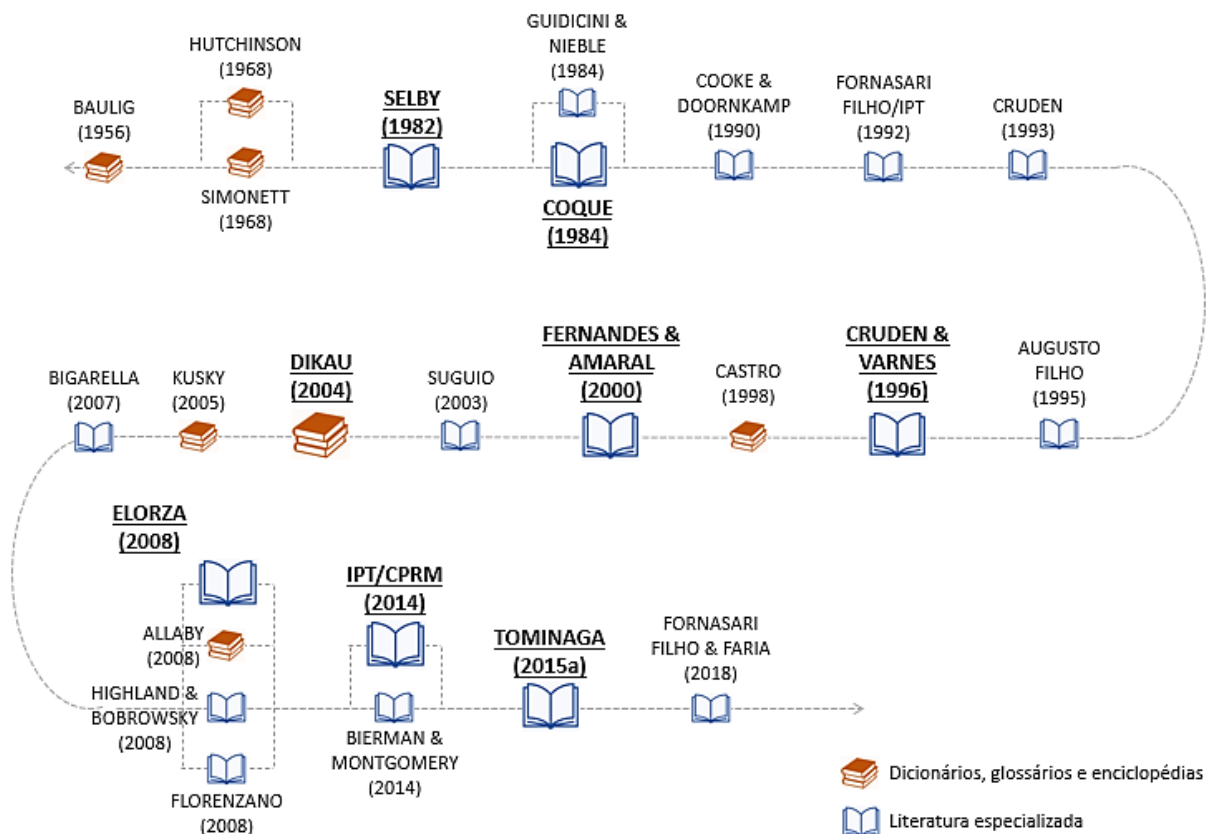 BAULIG
(1956)
HUTCHINSON
(1968)
SIMONETT
(1968)
SELBY
(1982)
GUIDICINI &
NIEBLE
(1984)
COQUE
(1984)
COOKE &
DOORNKAMP
(1990)
FORNASARI
FILHO/IPT
(1992)
CRUDEN
(1993)
BIGARELLA
(2007)
KUSKY
(2005)
DIKAU
(2004)
SUGUIO
(2003)
FERNANDES &
AMARAL
(2000)
CASTRO
(1998)
CRUDEN &
VARNES
(1996)
AUGUSTO
FILHO
(1995)
ELORZA
(2008)
ALLABY
(2008)
HIGHLAND &
BOBROWSKY
(2008)
FLORENZANO
(2008)
IPT/CPRM
(2014)
BIERMAN &
MONTGOMERY
(2014)
TOMINAGA
(2015a)
FORNASARI
FILHO & FARIA
(2018)
Dicionários, glossários e enciclopédias
Literatura especializada